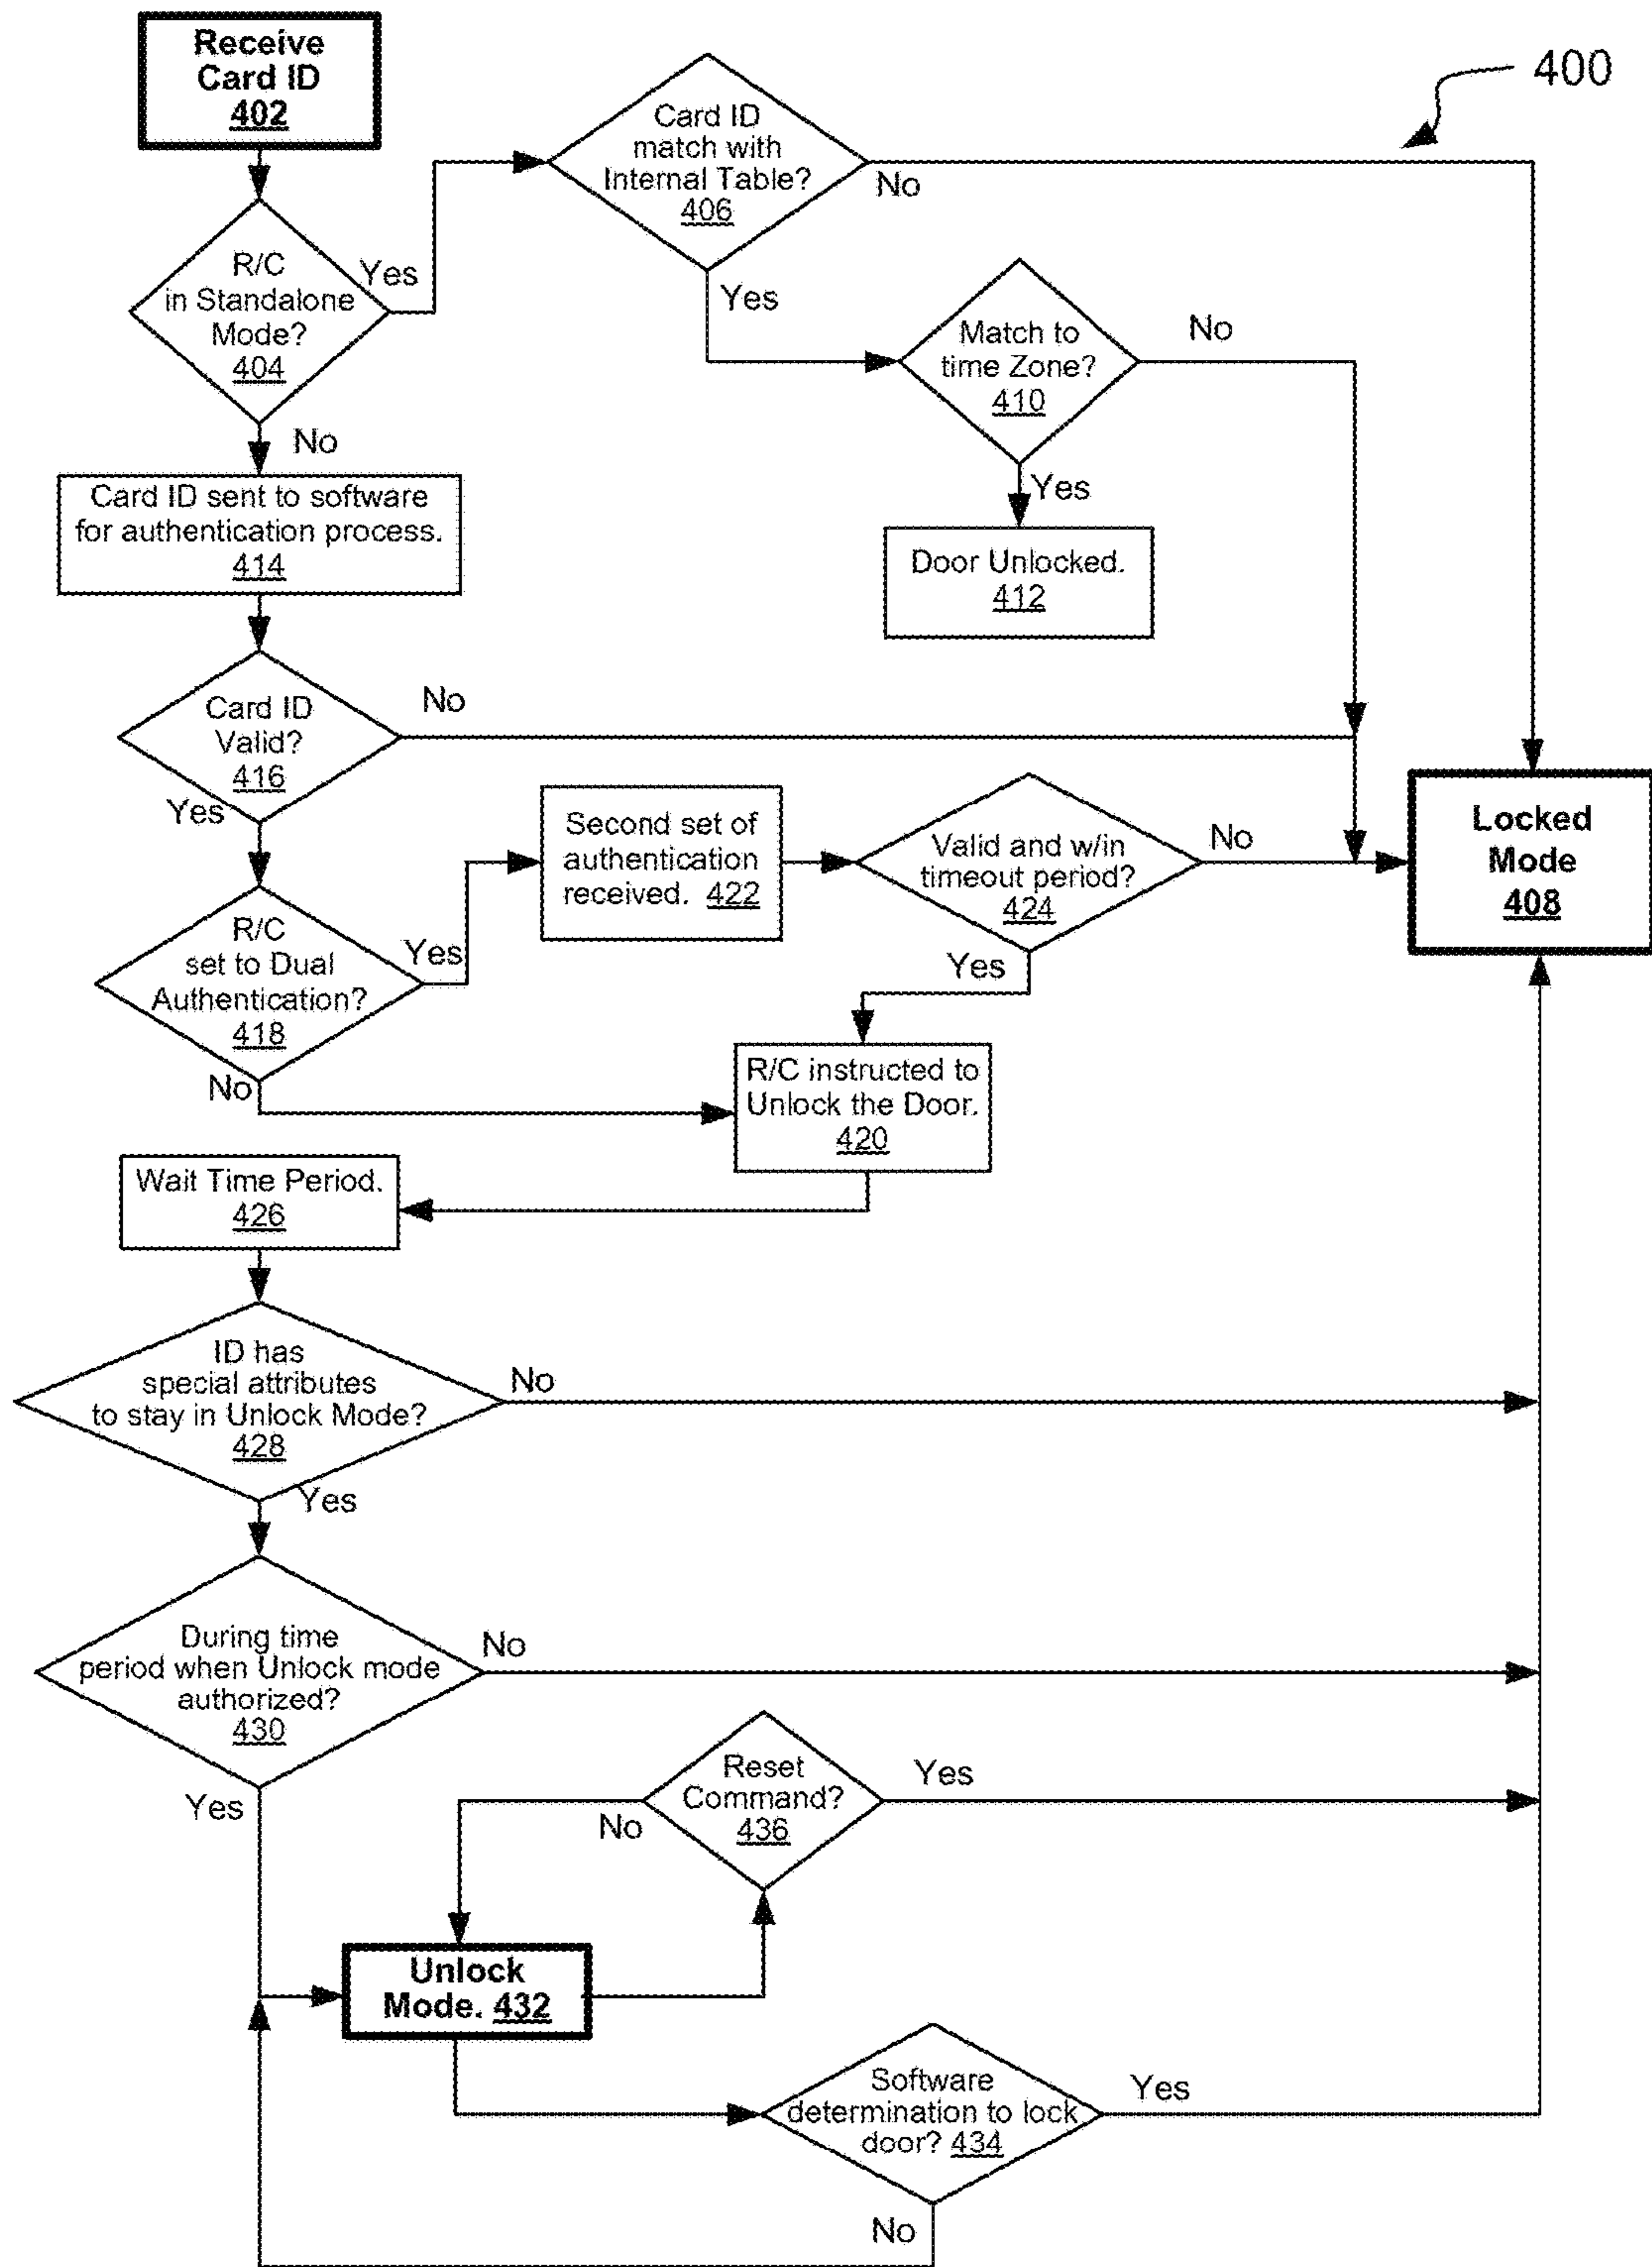 Receive
Card ID
402
400
Card ID
match with
Internal Table?
406
No
Yes
R/C
in Standalone
Mode?
404
Yes
No
Match to
time Zone?
410
No
Yes
Door Unlocked.
412
Card ID sent to software
for authentication process.
414
Card ID
Valid?
416
No
Yes
Second set of
authentication
received. 422
Valid and w/in
timeout period?
424
No
Yes
Locked
Mode
408
R/C
set to Dual
Authentication?
418
Yes
No
R/C instructed to
Unlock the Door.
420
Wait Time Period.
426
ID has
special attributes
to stay in Unlock Mode?
428
No
Yes
During time
period when Unlock mode
authorized?
430
No
Yes
Reset
Command?
436
Yes
No
Unlock
Mode. 432
Software
determination to lock
door? 434
Yes
No